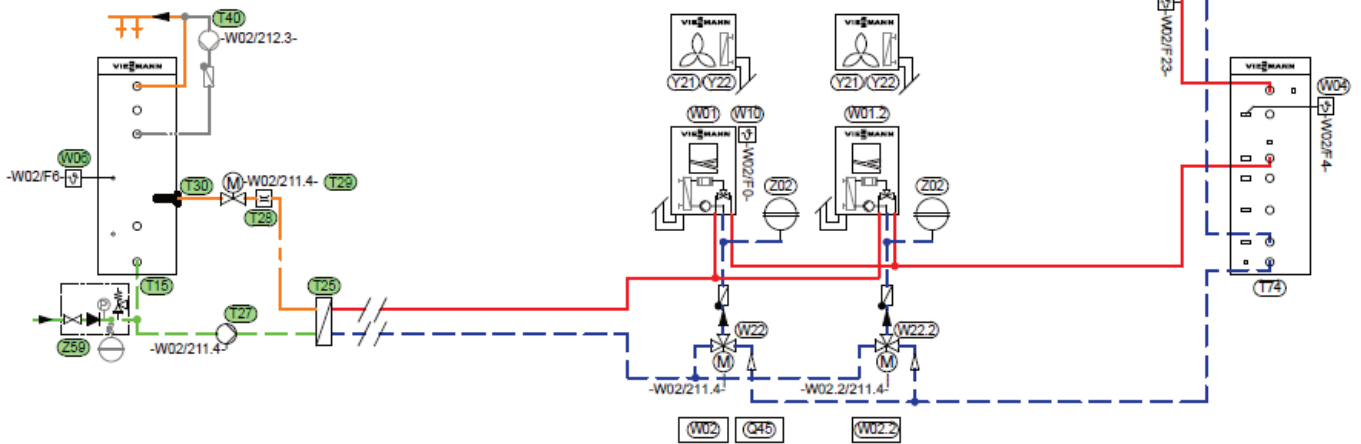 T40
-W02/212.3-
VIESMANN
W06
-W02/F6-
T30
M
-W02/211.4-
T29
T28
T15
P
Z59
T27
-W02/211.4-
T25
VIESMANN
Y21
Y22
VIESMANN
Y21
Y22
W01
W10
W01.2
VIESMANN
-W02/F0-
VIESMANN
Z02
Z02
W22
M
-W02/211.4-
W22.2
M
-W02.2/211.4-
W02
Q45
W02.2
-W02/F23-
VIESMANN
W04
-W02/F4-
T74